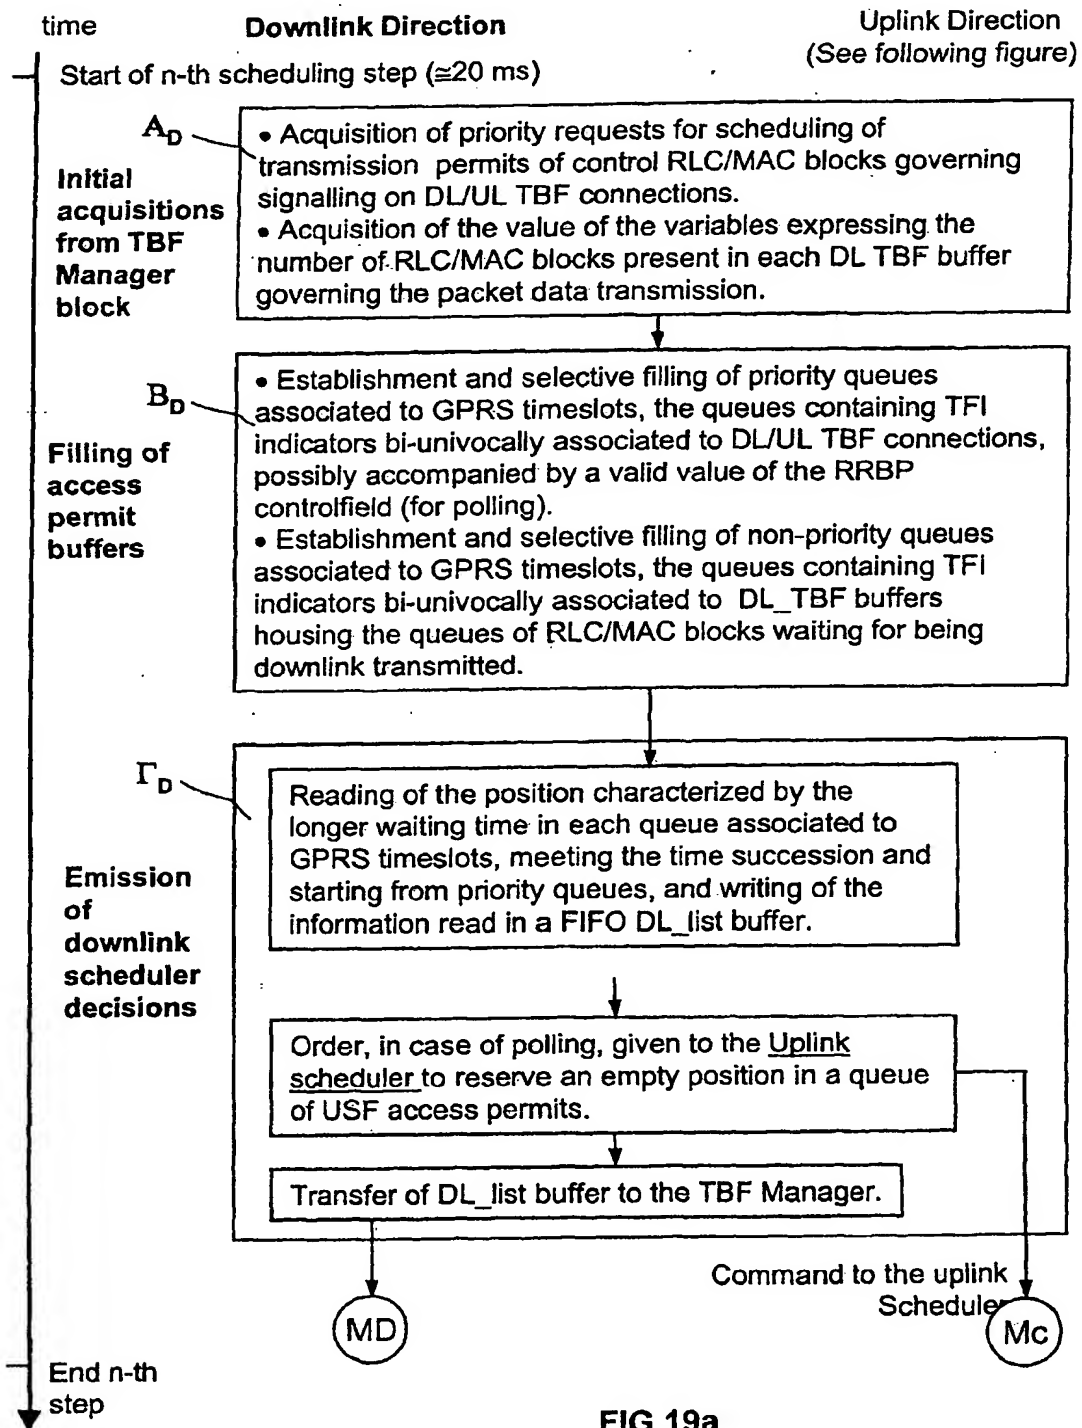 time
Downlink Direction
Uplink Direction
(See following figure)
Start of n-th scheduling step (≅20 ms)
A_D
Initial
acquisitions
from TBF
Manager
block
• Acquisition of priority requests for scheduling of
transmission permits of control RLC/MAC blocks governing
signalling on DL/UL TBF connections.
• Acquisition of the value of the variables expressing the
number of RLC/MAC blocks present in each DL TBF buffer
governing the packet data transmission.
B_D
Filling of
access
permit
buffers
• Establishment and selective filling of priority queues
associated to GPRS timeslots, the queues containing TFI
indicators bi-univocally associated to DL/UL TBF connections,
possibly accompanied by a valid value of the RRBP
controlfield (for polling).
• Establishment and selective filling of non-priority queues
associated to GPRS timeslots, the queues containing TFI
indicators bi-univocally associated to DL_TBF buffers
housing the queues of RLC/MAC blocks waiting for being
downlink transmitted.
Γ_D
Emission
of
downlink
scheduler
decisions
Reading of the position characterized by the
longer waiting time in each queue associated to
GPRS timeslots, meeting the time succession and
starting from priority queues, and writing of the
information read in a FIFO DL_list buffer.
Order, in case of polling, given to the Uplink
scheduler to reserve an empty position in a queue
of USF access permits.
Transfer of DL_list buffer to the TBF Manager.
Command to the uplink
Scheduler
MD
Mc
End n-th
step
FIG 19a